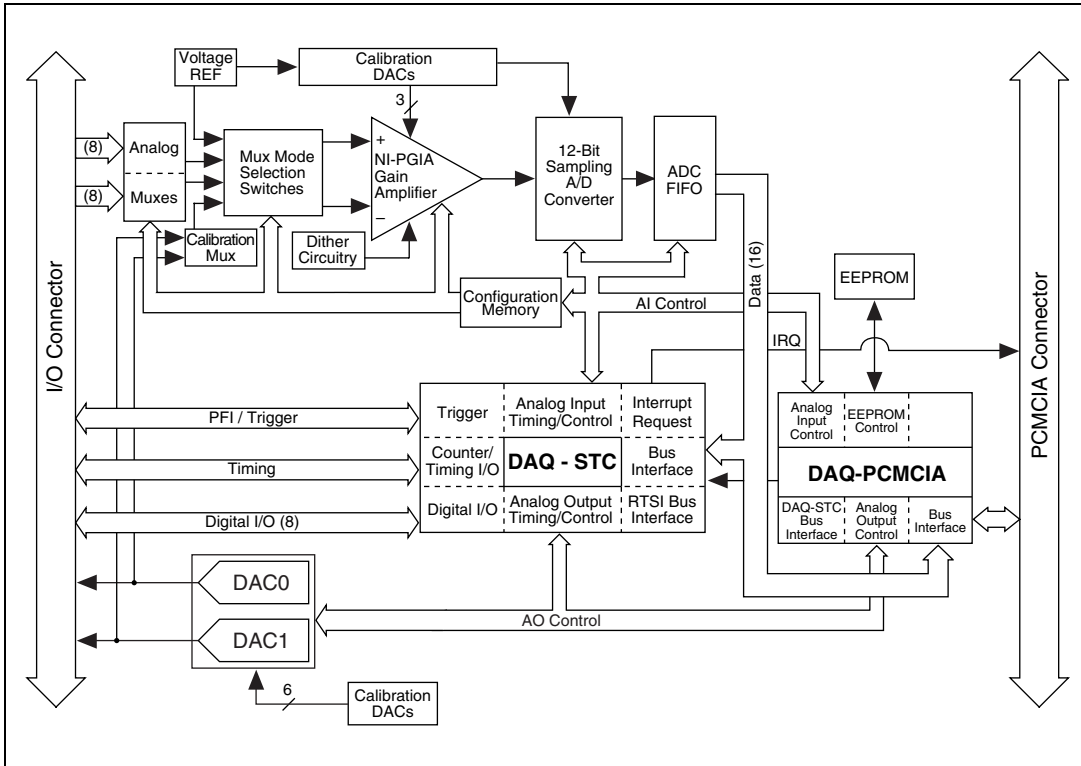 Voltage
REF
Calibration
DACs
3
I/O Connector
(8)
(8)
Analog
Muxes
Mux Mode
Selection
Switches
+
NI-PGIA
Gain
Amplifier
–
12-Bit
Sampling
A/D
Converter
ADC
FIFO
Calibration
Mux
Dither
Circuitry
Configuration
Memory
AI Control
Data (16)
EEPROM
IRQ
PCMCIA Connector
PFI / Trigger
Timing
Digital I/O (8)
Trigger
Analog Input
Timing/Control
Interrupt
Request
Counter/
Timing I/O
DAQ - STC
Bus
Interface
Digital I/O
Analog Output
Timing/Control
RTSI Bus
Interface
Analog
Input
Control
EEPROM
Control
DAQ-PCMCIA
DAQ-STC
Bus
Interface
Analog
Output
Control
Bus
Interface
DAC0
DAC1
AO Control
6
Calibration
DACs